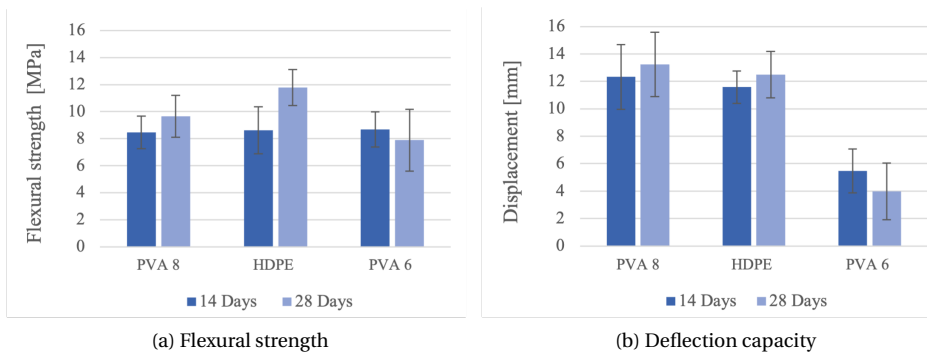 16
14
12
10
8
6
4
2
0
Flexural strength [MPa]
PVA 8 HDPE PVA 6
14 Days 28 Days
(a) Flexural strength
16
14
12
10
8
6
4
2
0
Displacement [mm]
PVA 8 HDPE PVA 6
14 Days 28 Days
(b) Deflection capacity